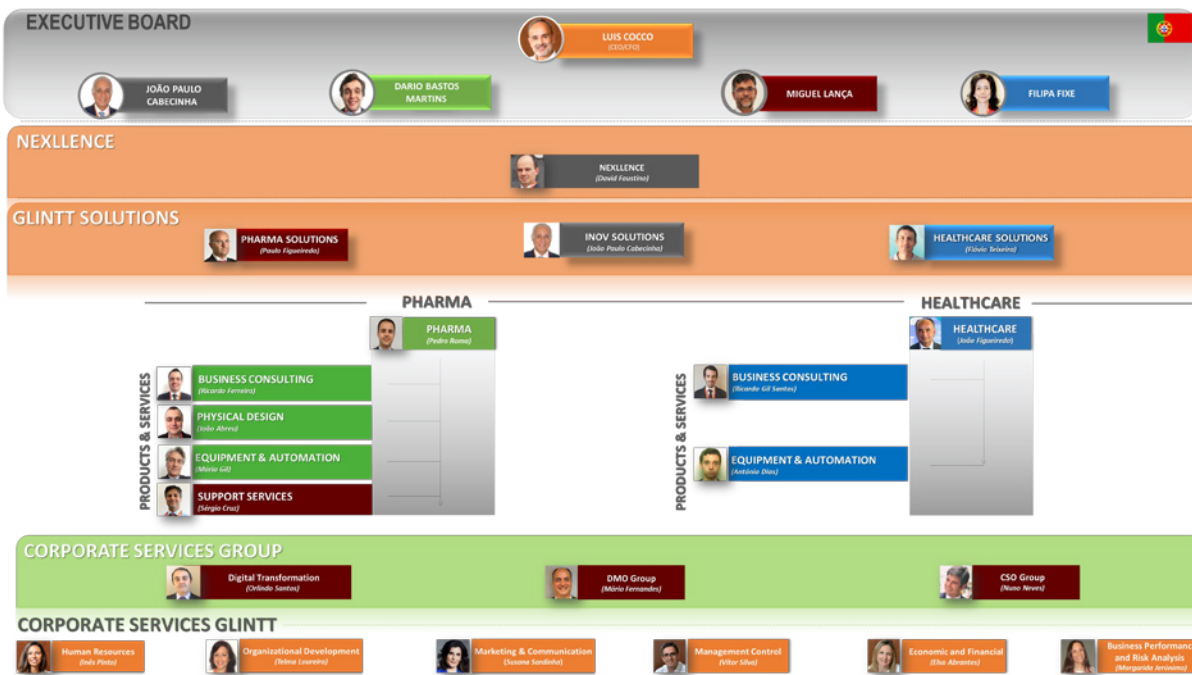 EXECUTIVE BOARD
LUIS COCCO
(CEO/CFO)
JOÃO PAULO
CABECINHA
DARIO BASTOS
MARTINS
MIGUEL LANÇA
FILIPA FIXE
NEXLLENCE
NEXLLENCE
(David Faustino)
GLINTT SOLUTIONS
PHARMA SOLUTIONS
(Paulo Figueiredo)
INOV SOLUTIONS
(João Paulo Cabecinha)
HEALTHCARE SOLUTIONS
(Flávio Teixeira)
PHARMA
HEALTHCARE
PHARMA
(Pedro Roma)
HEALTHCARE
(João Figueiredo)
PRODUCTS & SERVICES
BUSINESS CONSULTING
(Ricardo Ferreira)
PHYSICAL DESIGN
(João Abreu)
EQUIPMENT & AUTOMATION
(Mário Gil)
SUPPORT SERVICES
(Sérgio Cruz)
PRODUCTS & SERVICES
BUSINESS CONSULTING
(Ricardo Gil Santos)
EQUIPMENT & AUTOMATION
(António Dias)
CORPORATE SERVICES GROUP
Digital Transformation
(Orlindo Santos)
DMO Group
(Mário Fernandes)
CSO Group
(Nuno Neves)
CORPORATE SERVICES GLINTT
Human Resources
(Inês Pinto)
Organizational Development
(Telma Loureiro)
Marketing & Communication
(Susana Sardinha)
Management Control
(Vitor Silva)
Economic and Financial
(Elsa Abrantes)
Business Performance
and Risk Analysis
(Margarida Jerónimo)